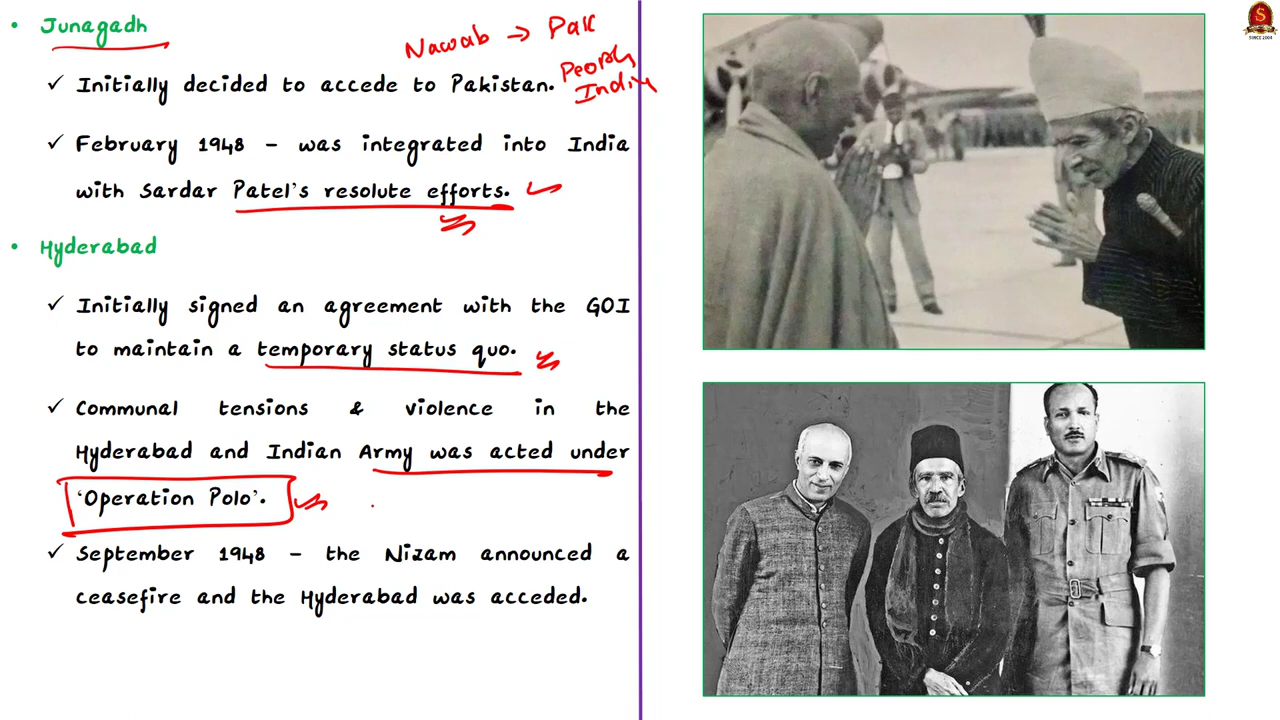 • Junagadh
Nawab → Pak
✓ Initially decided to accede to Pakistan.
People
India
✓ February 1948 – was integrated into India
with Sardar Patel's resolute efforts.
• Hyderabad
✓ Initially signed an agreement with the GOI
to maintain a temporary status quo.
✓ Communal tensions & violence in the
Hyderabad and Indian Army was acted under
'Operation Polo'.
✓ September 1948 – the Nizam announced a
ceasefire and the Hyderabad was acceded.
S
SINCE 2004